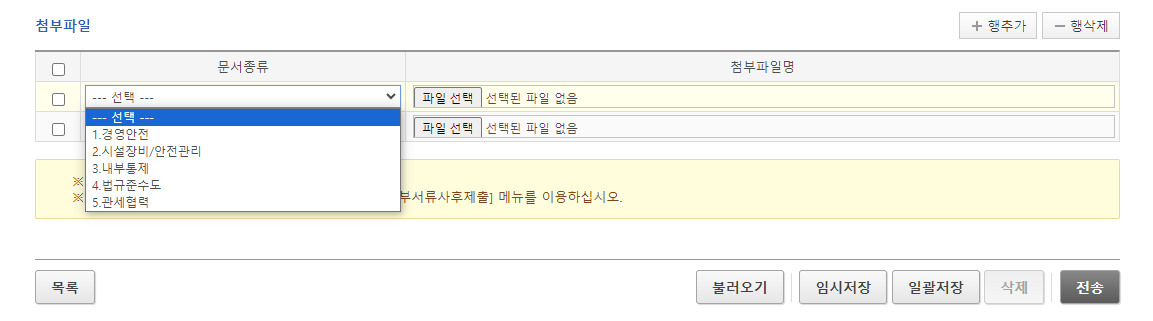 첨부파일
+ 행추가
− 행삭제
문서종류
첨부파일명
--- 선택 ---
파일 선택 선택된 파일 없음
--- 선택 ---
1.경영안전
2.시설장비/안전관리
3.내부통제
4.법규준수도
5.관세협력
파일 선택 선택된 파일 없음
※
※
부서류사후제출] 메뉴를 이용하십시오.
목록
불러오기
임시저장
일괄저장
삭제
전송